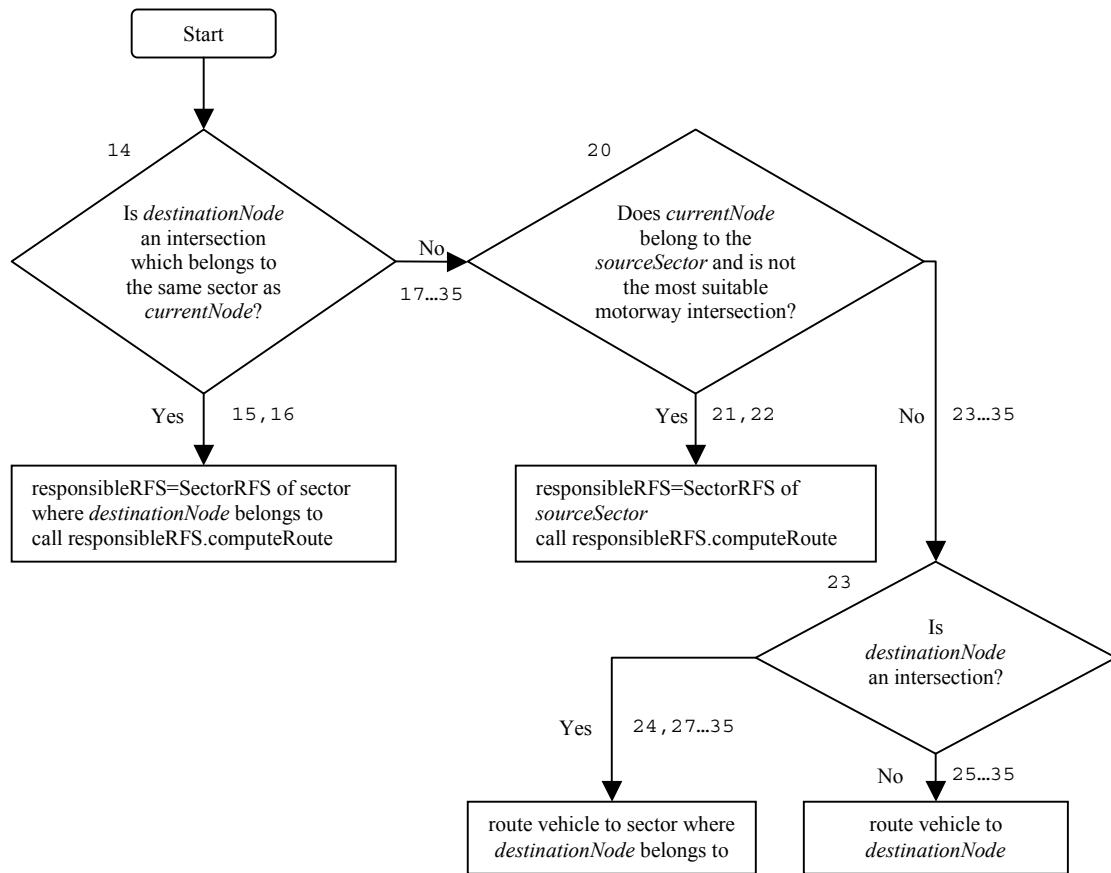 Start
14
Is destinationNode
an intersection
which belongs to
the same sector as
currentNode?
No
17…35
20
Does currentNode
belong to the
sourceSector and is not
the most suitable
motorway intersection?
Yes
15,16
Yes
21,22
No
23…35
responsibleRFS=SectorRFS of sector
where destinationNode belongs to
call responsibleRFS.computeRoute
responsibleRFS=SectorRFS of
sourceSector
call responsibleRFS.computeRoute
23
Is
destinationNode
an intersection?
Yes
24,27…35
No
25…35
route vehicle to sector where
destinationNode belongs to
route vehicle to
destinationNode